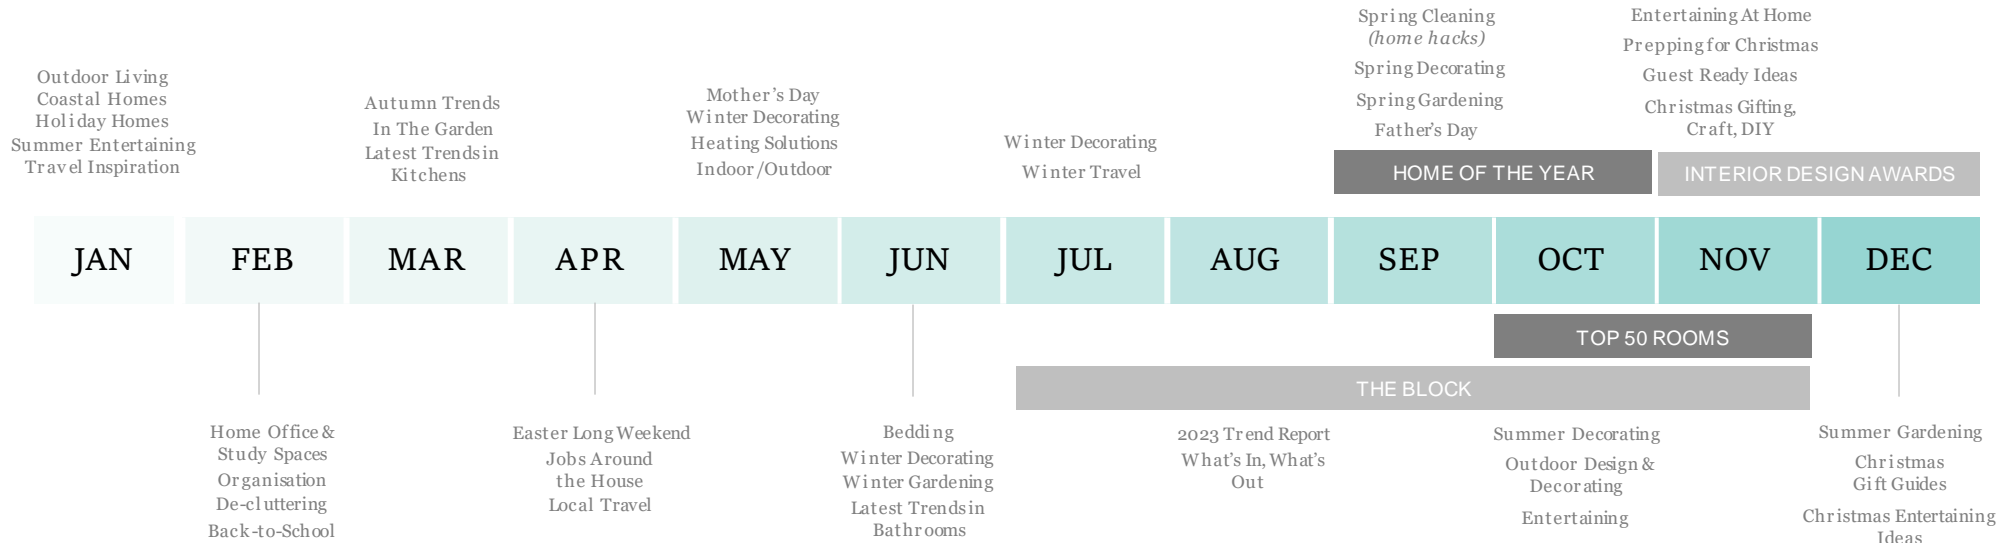 Outdoor Living
Coastal Homes
Holiday Homes
Summer Entertaining
Travel Inspiration
Autumn Trends
In The Garden
Latest Trends in
Kitchens
Mother's Day
Winter Decorating
Heating Solutions
Indoor/Outdoor
Winter Decorating
Winter Travel
Spring Cleaning
(home hacks)
Spring Decorating
Spring Gardening
Father's Day
Entertaining At Home
Prepping for Christmas
Guest Ready Ideas
Christmas Gifting,
Craft, DIY
HOME OF THE YEAR
INTERIOR DESIGN AWARDS
JAN
FEB
MAR
APR
MAY
JUN
JUL
AUG
SEP
OCT
NOV
DEC
TOP 50 ROOMS
THE BLOCK
Home Office &
Study Spaces
Organisation
De-cluttering
Back-to-School
Easter Long Weekend
Jobs Around
the House
Local Travel
Bedding
Winter Decorating
Winter Gardening
Latest Trends in
Bathrooms
2023 Trend Report
What's In, What's
Out
Summer Decorating
Outdoor Design &
Decorating
Entertaining
Summer Gardening
Christmas
Gift Guides
Christmas Entertaining
Ideas